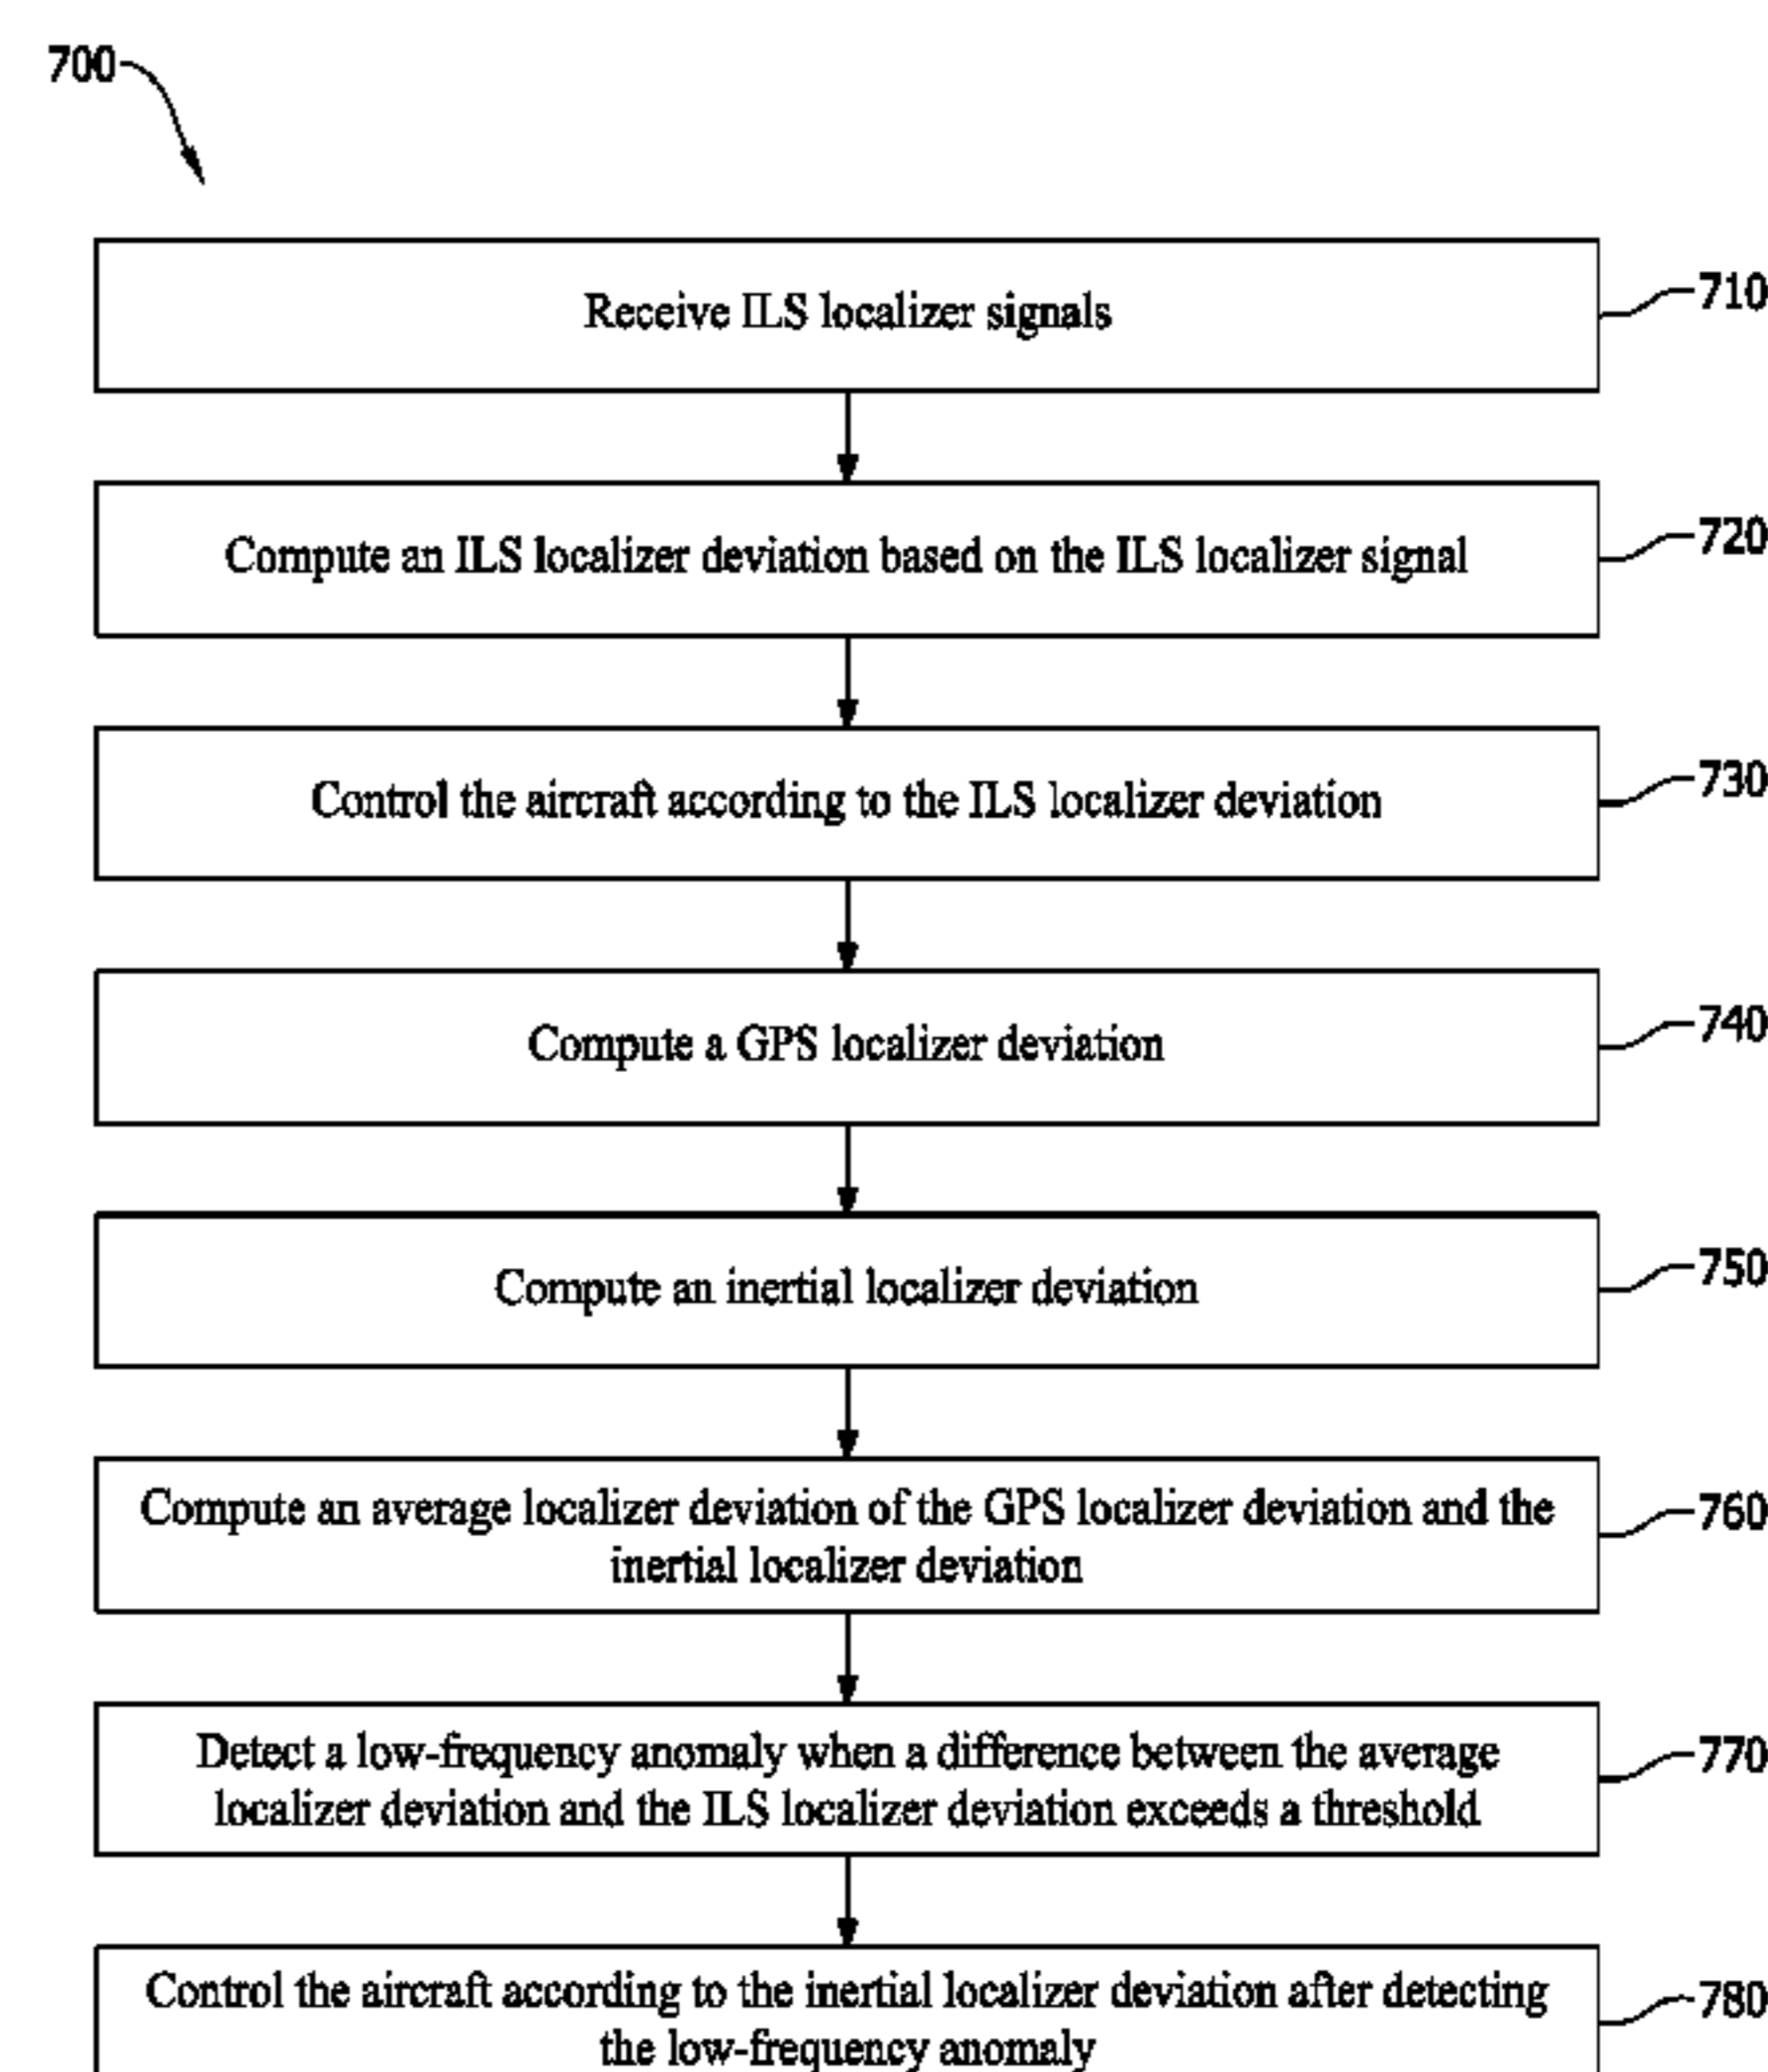 700
Receive ILS localizer signals
710
Compute an ILS localizer deviation based on the ILS localizer signal
720
Control the aircraft according to the ILS localizer deviation
730
Compute a GPS localizer deviation
740
Compute an inertial localizer deviation
750
Compute an average localizer deviation of the GPS localizer deviation and the
inertial localizer deviation
760
Detect a low-frequency anomaly when a difference between the average
localizer deviation and the ILS localizer deviation exceeds a threshold
770
Control the aircraft according to the inertial localizer deviation after detecting
the low-frequency anomaly
780